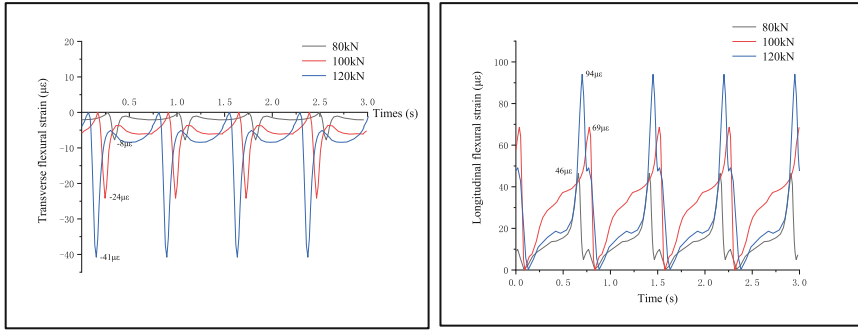 80kN
100kN
120kN
Transverse flexural strain (με)
20
10
0
-10
-20
-30
-40
0.5 1.0 1.5 2.0 2.5 3.0
Times (s)
-8με
-24με
-41με
80kN
100kN
120kN
Longitudinal flexural strain (με)
120
100
80
60
40
20
0
94με
69με
46με
0.0 0.5 1.0 1.5 2.0 2.5 3.0
Time (s)